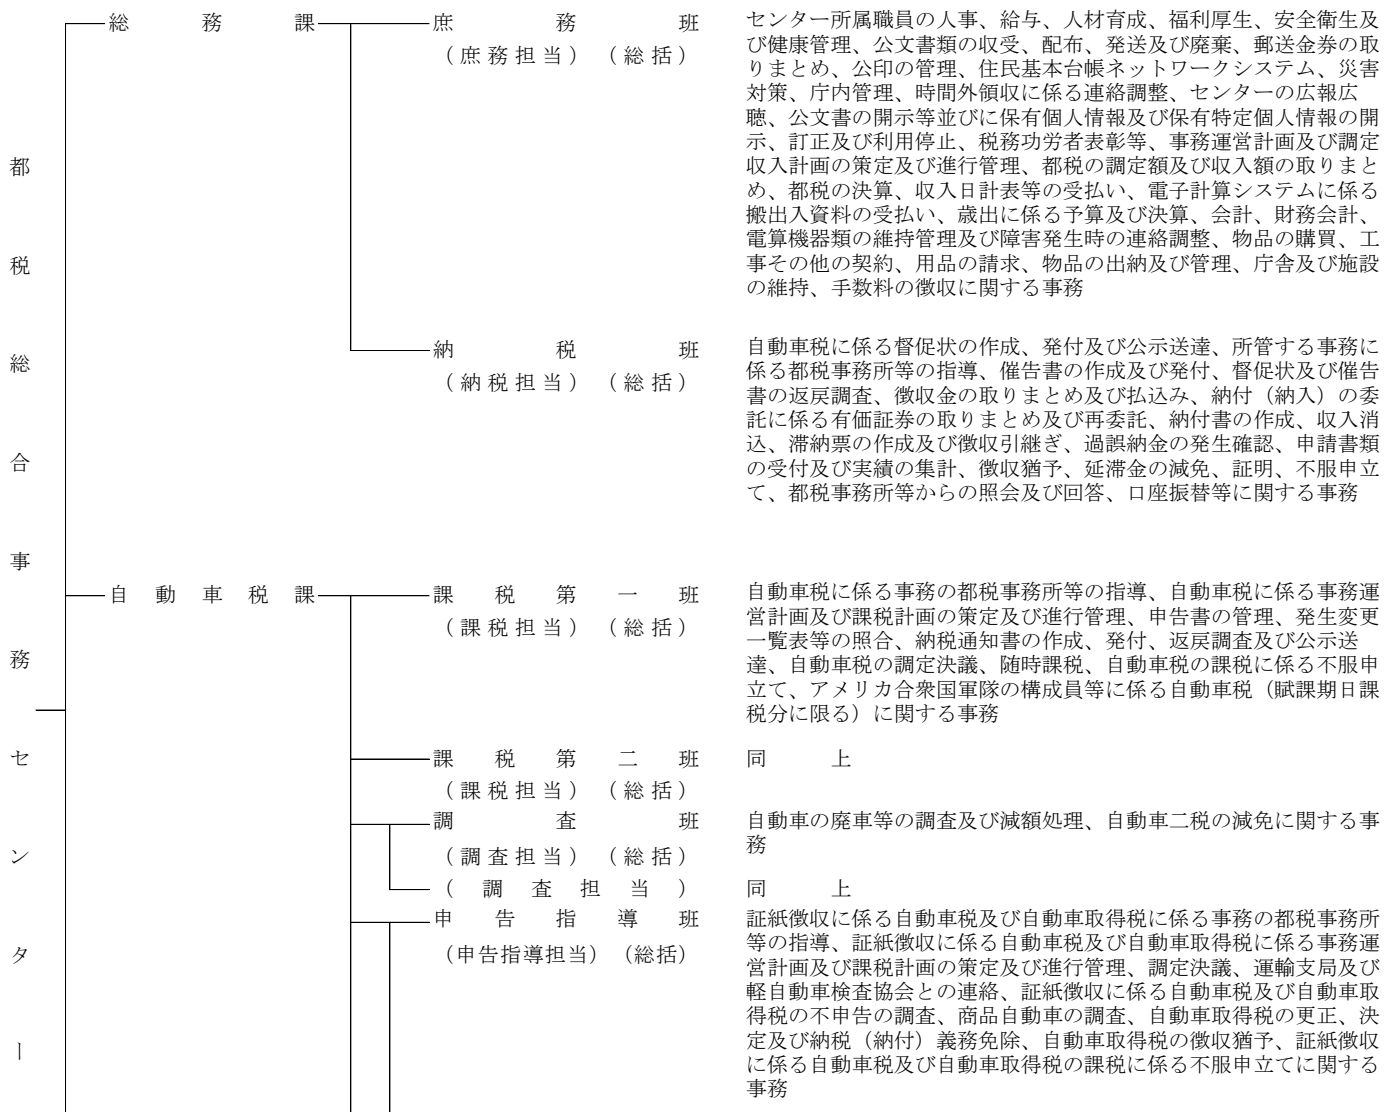 都税総合事務センター
総務課
庶務班
（庶務担当）（総括）
センター所属職員の人事、給与、人材育成、福利厚生、安全衛生及
び健康管理、公文書類の収受、配布、発送及び廃棄、郵送金券の取
りまとめ、公印の管理、住民基本台帳ネットワークシステム、災害
対策、庁内管理、時間外領収に係る連絡調整、センターの広報広
聴、公文書の開示等並びに保有個人情報及び保有特定個人情報の開
示、訂正及び利用停止、税務功労者表彰等、事務運営計画及び調定
収入計画の策定及び進行管理、都税の調定額及び収入額の取りまと
め、都税の決算、収入日計表等の受払い、電子計算システムに係る
搬出入資料の受払い、歳出に係る予算及び決算、会計、財務会計、
電算機器類の維持管理及び障害発生時の連絡調整、物品の購買、工
事その他の契約、用品の請求、物品の出納及び管理、庁舎及び施設
の維持、手数料の徴収に関する事務
納税班
（納税担当）（総括）
自動車税に係る督促状の作成、発付及び公示送達、所管する事務に
係る都税事務所等の指導、催告書の作成及び発付、督促状及び催告
書の返戻調査、徴収金の取りまとめ及び払込み、納付（納入）の委
託に係る有価証券の取りまとめ及び再委託、納付書の作成、収入消
込、滞納票の作成及び徴収引継ぎ、過誤納金の発生確認、申請書類
の受付及び実績の集計、徴収猶予、延滞金の減免、証明、不服申立
て、都税事務所等からの照会及び回答、口座振替等に関する事務
自動車税課
課税第一班
（課税担当）（総括）
自動車税に係る事務の都税事務所等の指導、自動車税に係る事務運
営計画及び課税計画の策定及び進行管理、申告書の管理、発生変更
一覧表等の照合、納税通知書の作成、発付、返戻調査及び公示送
達、自動車税の調定決議、随時課税、自動車税の課税に係る不服申
立て、アメリカ合衆国軍隊の構成員等に係る自動車税（賦課期日課
税分に限る）に関する事務
課税第二班
（課税担当）（総括）
同上
調査班
（調査担当）（総括）
自動車の廃車等の調査及び減額処理、自動車二税の減免に関する事
務
（調査担当）
同上
申告指導班
（申告指導担当）（総括）
証紙徴収に係る自動車税及び自動車取得税に係る事務の都税事務所
等の指導、証紙徴収に係る自動車税及び自動車取得税に係る事務運
営計画及び課税計画の策定及び進行管理、調定決議、運輸支局及び
軽自動車検査協会との連絡、証紙徴収に係る自動車税及び自動車取
得税の不申告の調査、商品自動車の調査、自動車取得税の更正、決
定及び納税（納付）義務免除、自動車取得税の徴収猶予、証紙徴収
に係る自動車税及び自動車取得税の課税に係る不服申立てに関する
事務